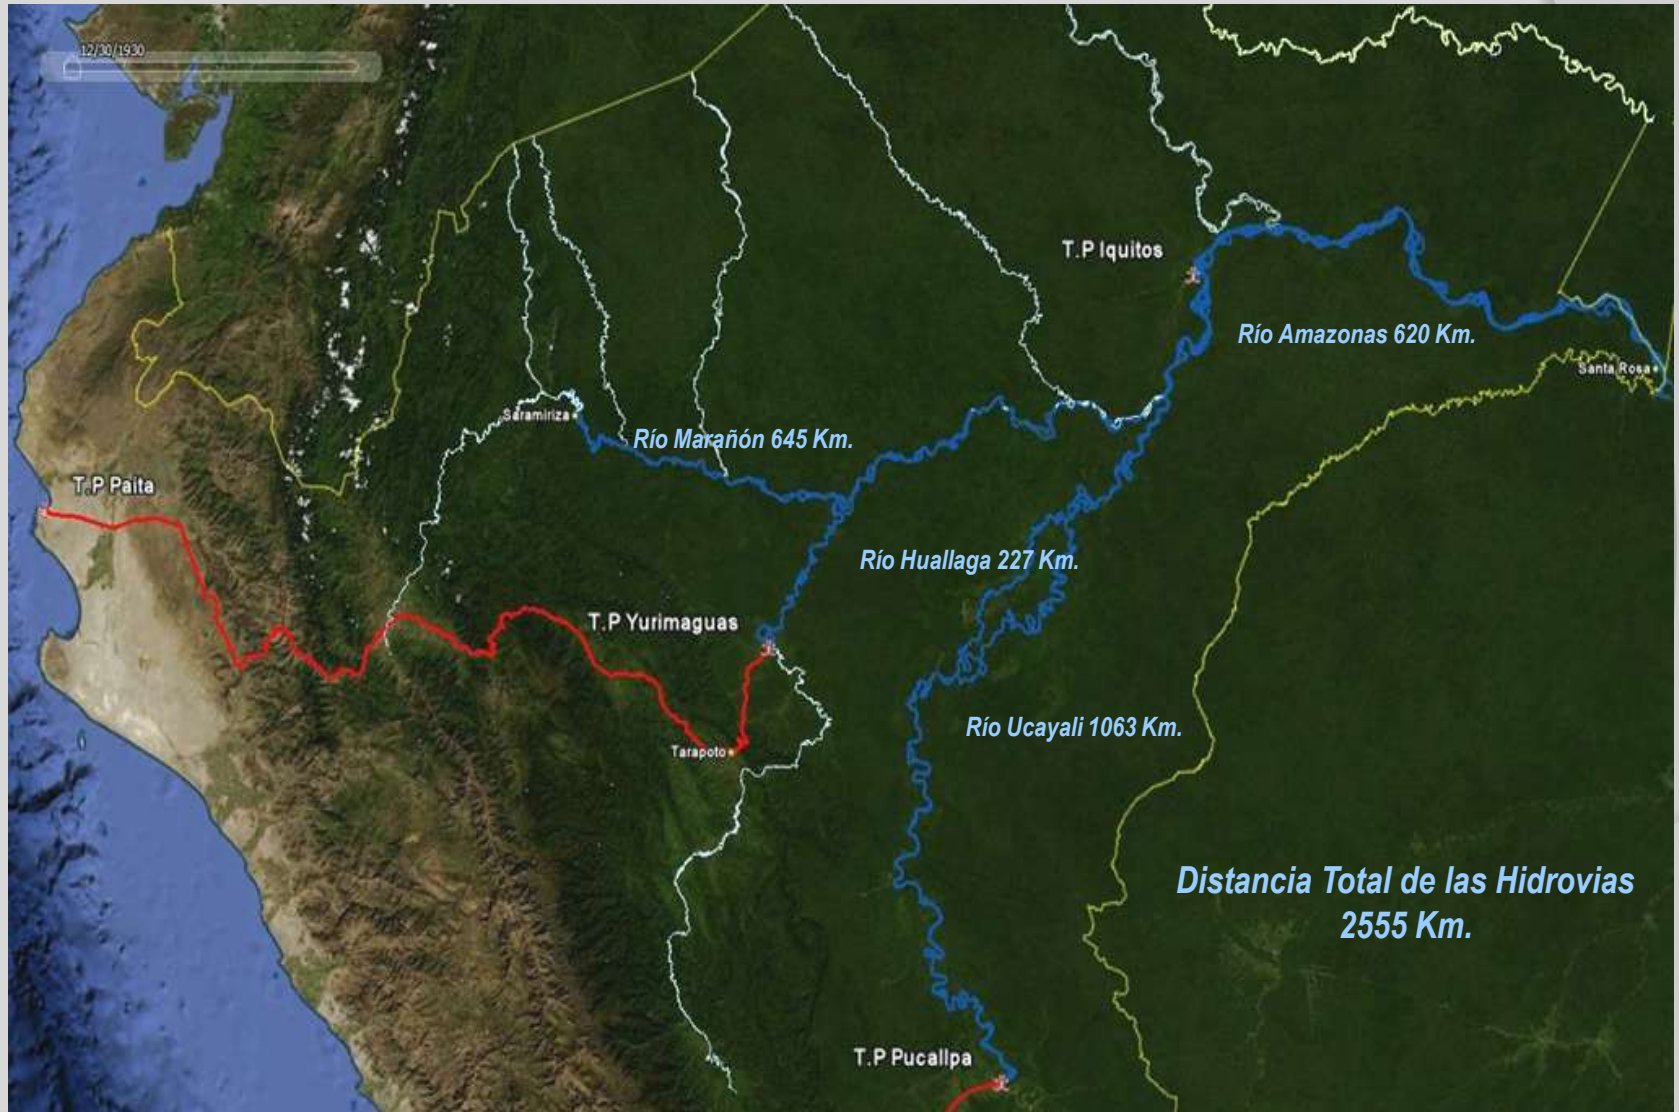 12/30/1930
T.P Iquitos
Río Amazonas 620 Km.
Santa Rosa
Saramiriza
Río Marañón 645 Km.
T.P Paita
Río Huallaga 227 Km.
T.P Yurimaguas
Río Ucayali 1063 Km.
Tarapoto
Distancia Total de las Hidrovias
2555 Km.
T.P Pucallpa